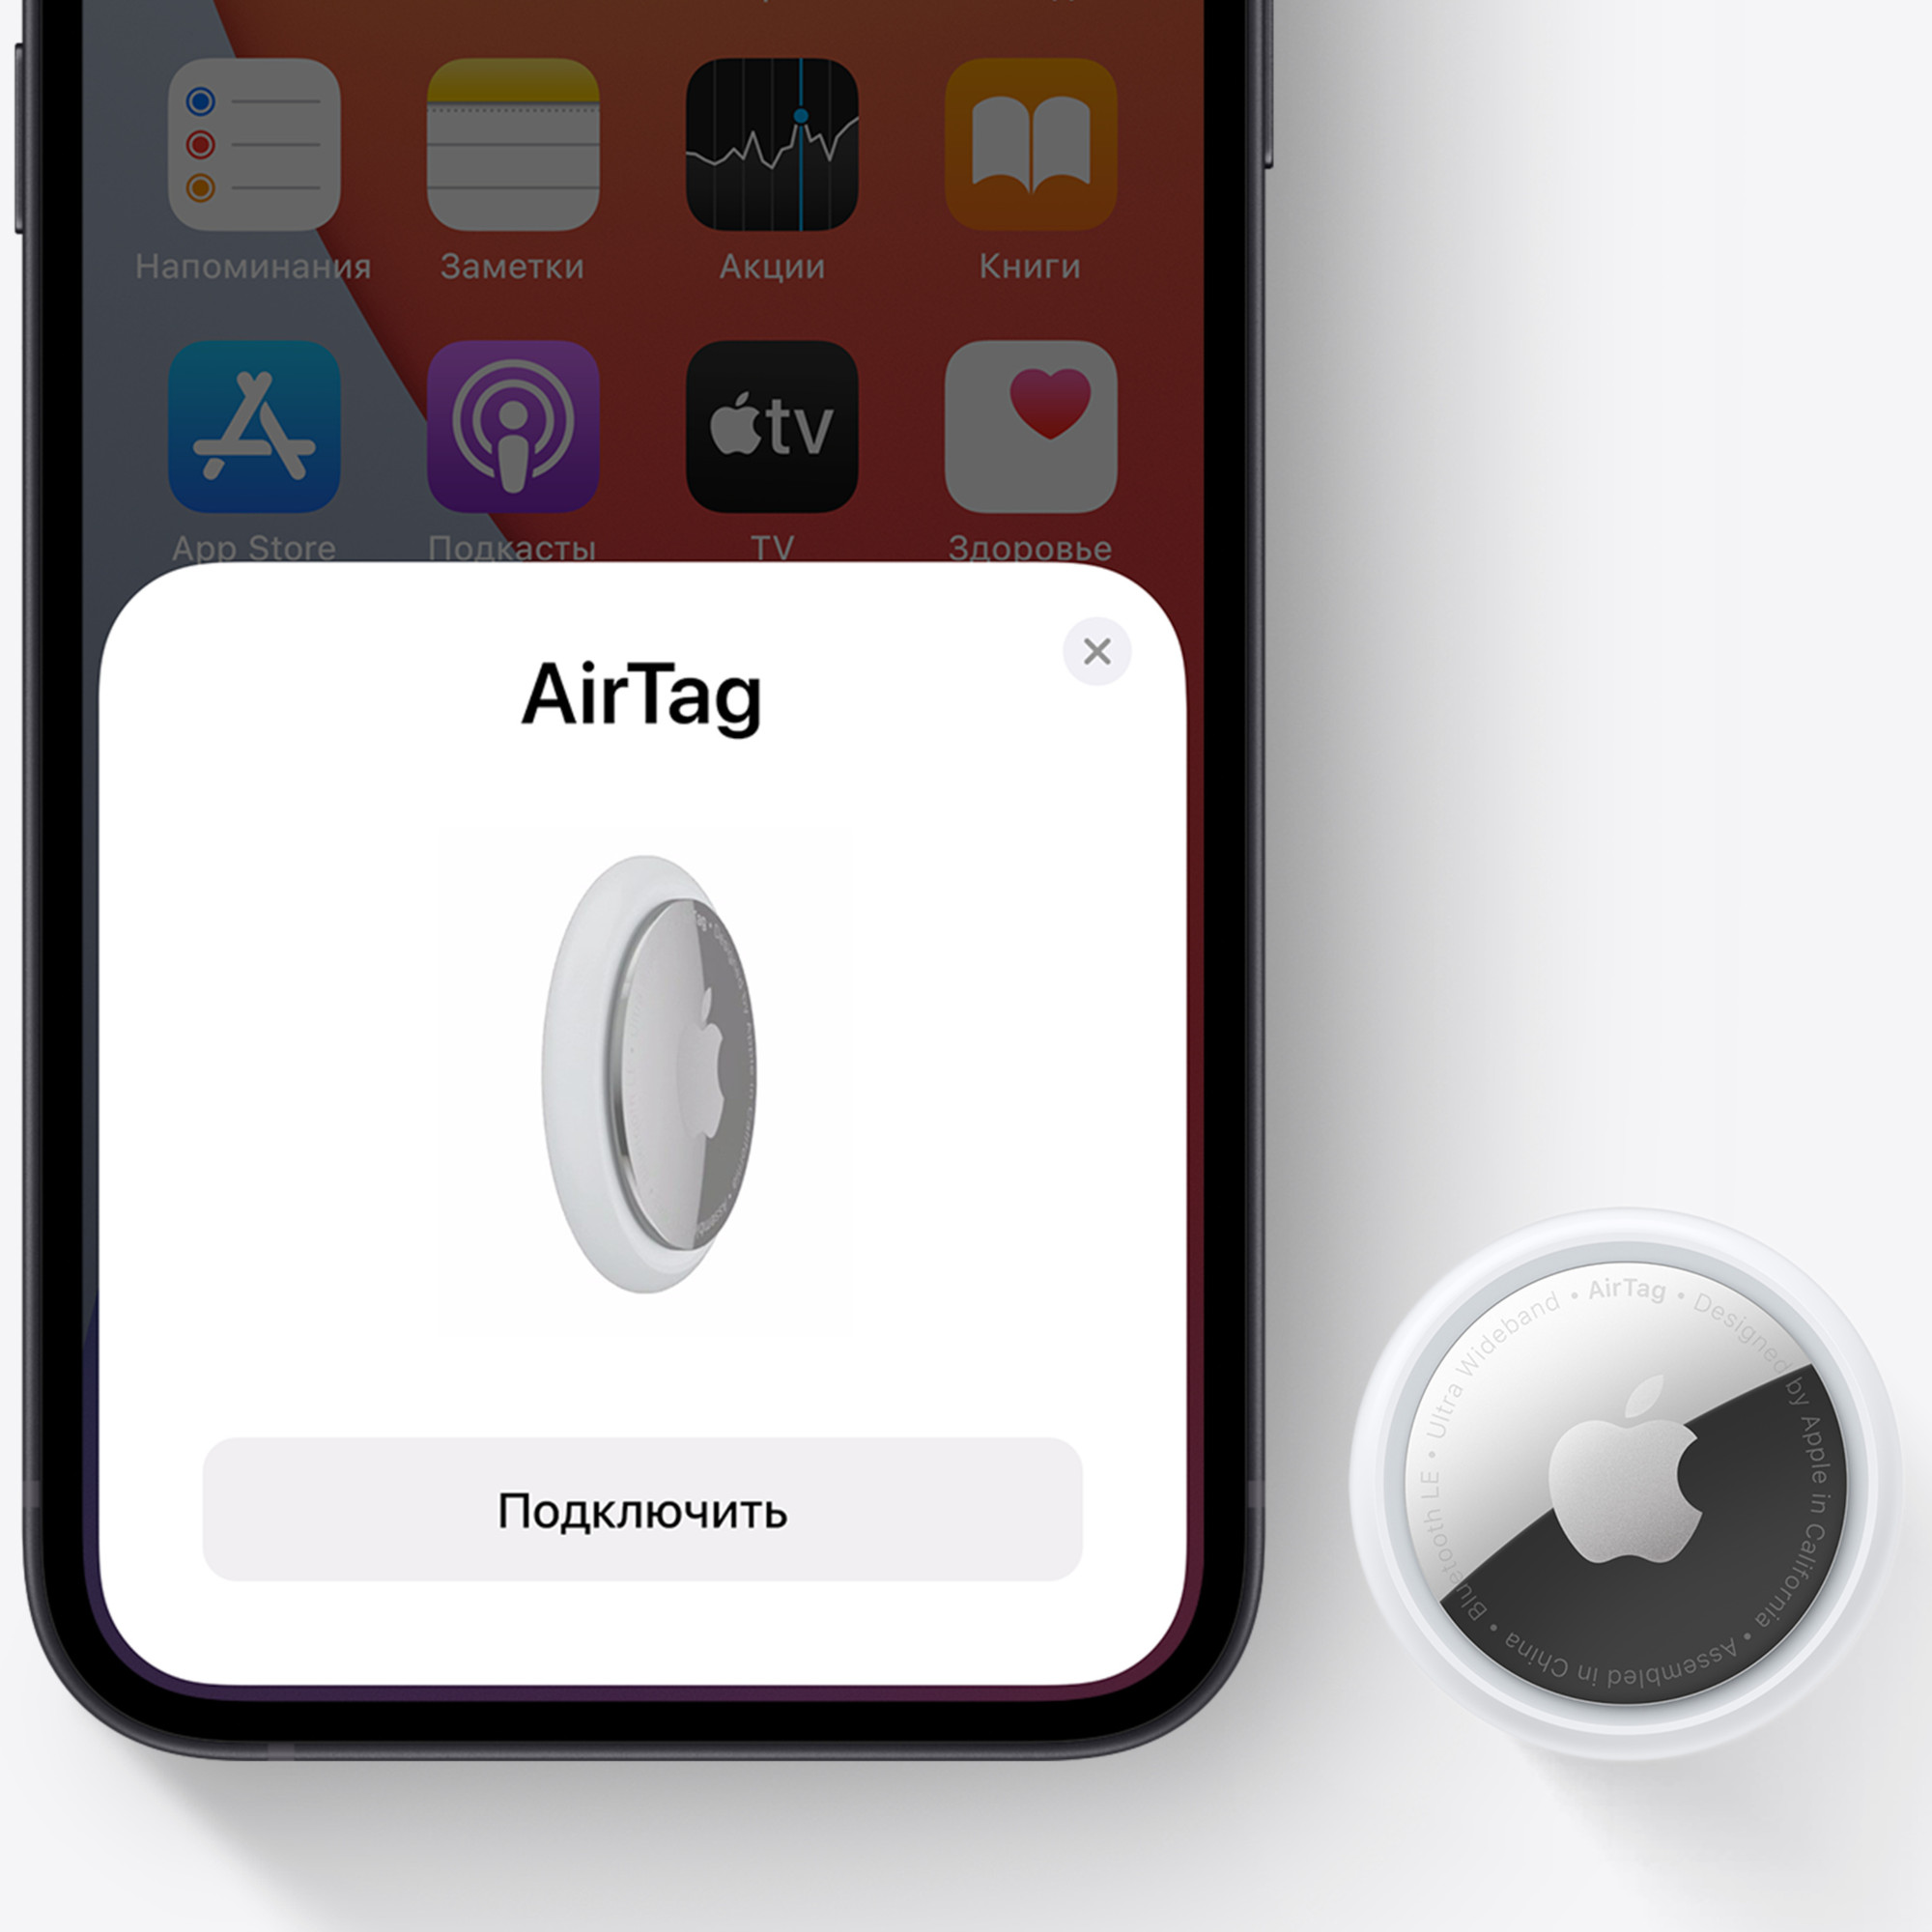 Напоминания
Заметки
Акции
Книги
App Store
Подкасты
tv
TV
Здоровье
AirTag
Подключить
AirTag • Designed by Apple in California • Assembled in China • Bluetooth LE • Ultra Wideband •